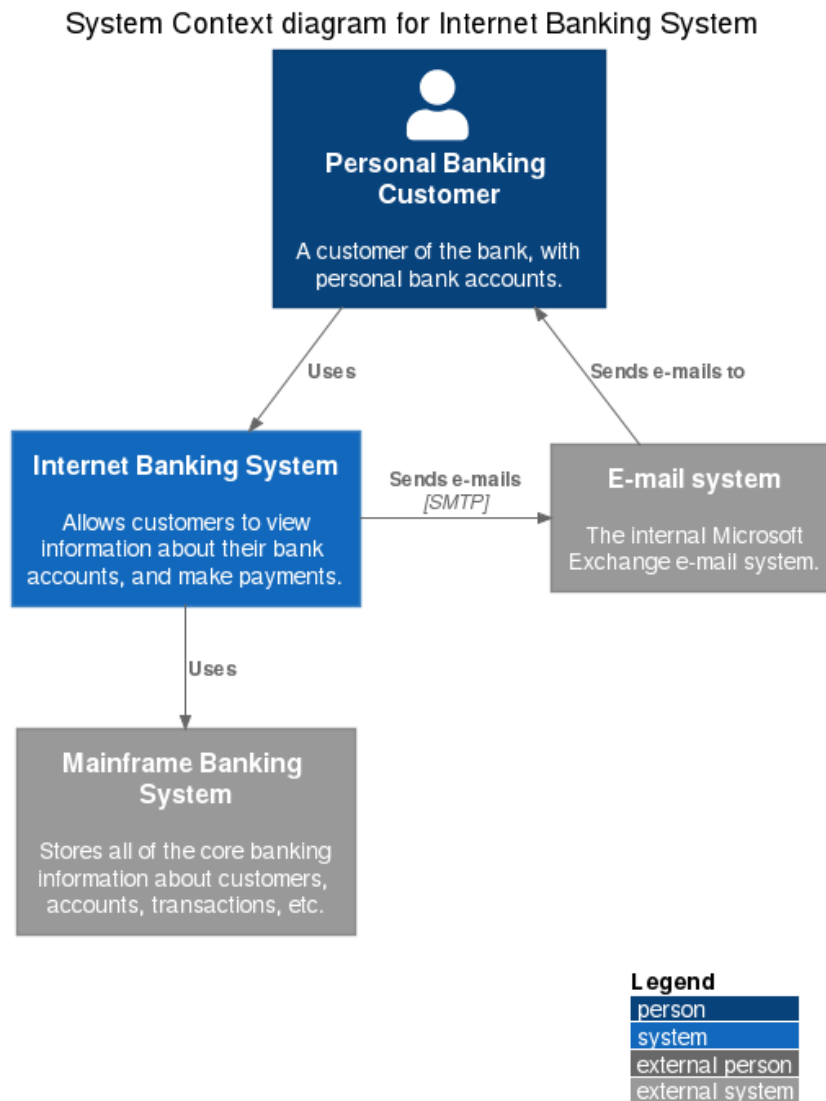 System Context diagram for Internet Banking System
Personal Banking
Customer
A customer of the bank, with
personal bank accounts.
Uses
Sends e-mails to
Internet Banking System
Allows customers to view
information about their bank
accounts, and make payments.
Sends e-mails
[SMTP]
E-mail system
The internal Microsoft
Exchange e-mail system.
Uses
Mainframe Banking
System
Stores all of the core banking
information about customers,
accounts, transactions, etc.
Legend
person
system
external person
external system